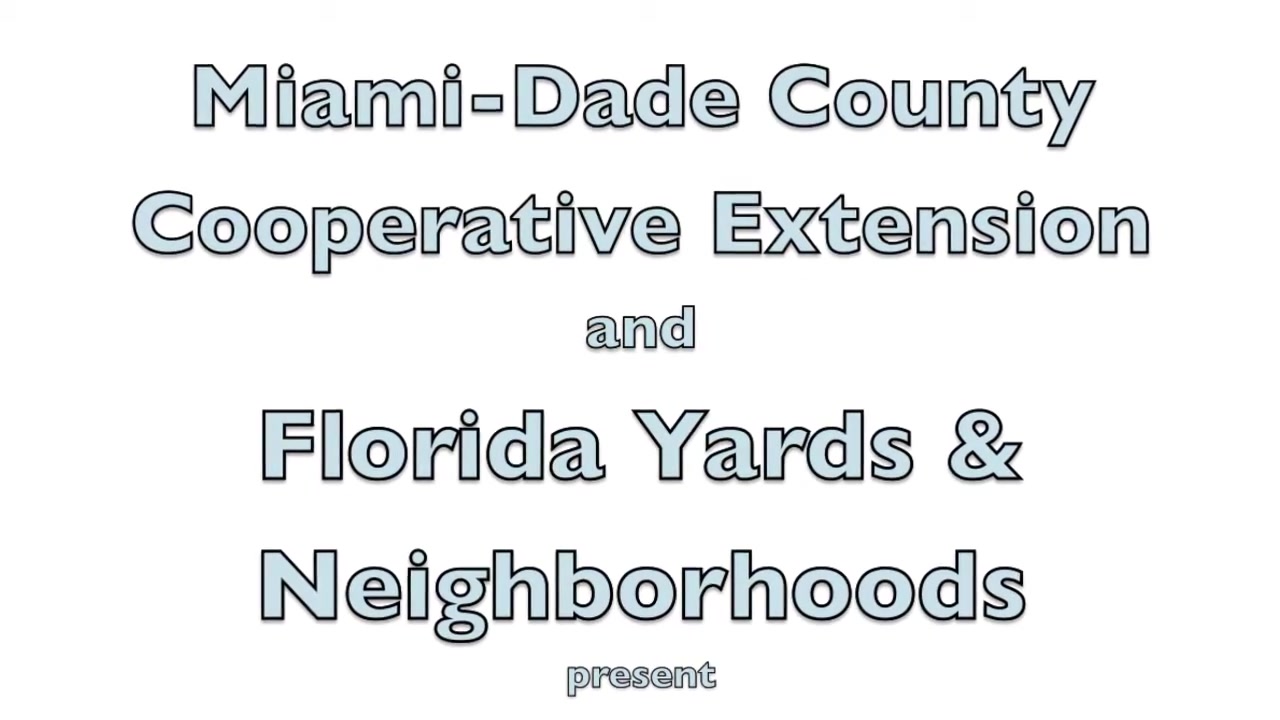 Miami-Dade County
Cooperative Extension
and
Florida Yards &
Neighborhoods
present